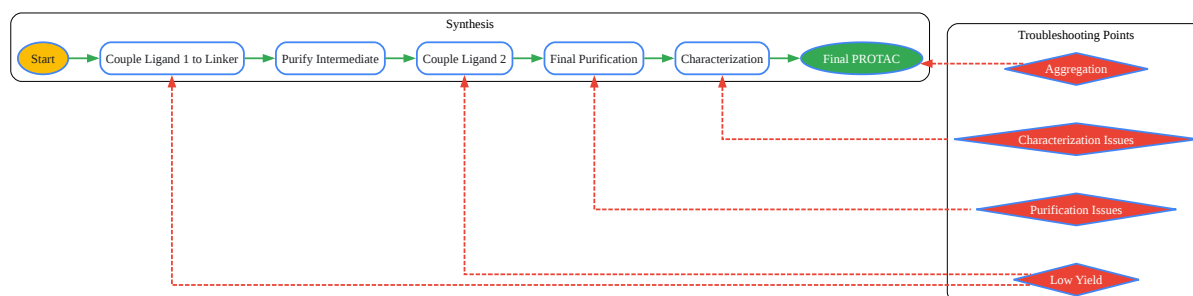 Synthesis
Start
Couple Ligand 1 to Linker
Purify Intermediate
Couple Ligand 2
Final Purification
Characterization
Final PROTAC
Troubleshooting Points
Aggregation
Characterization Issues
Purification Issues
Low Yield